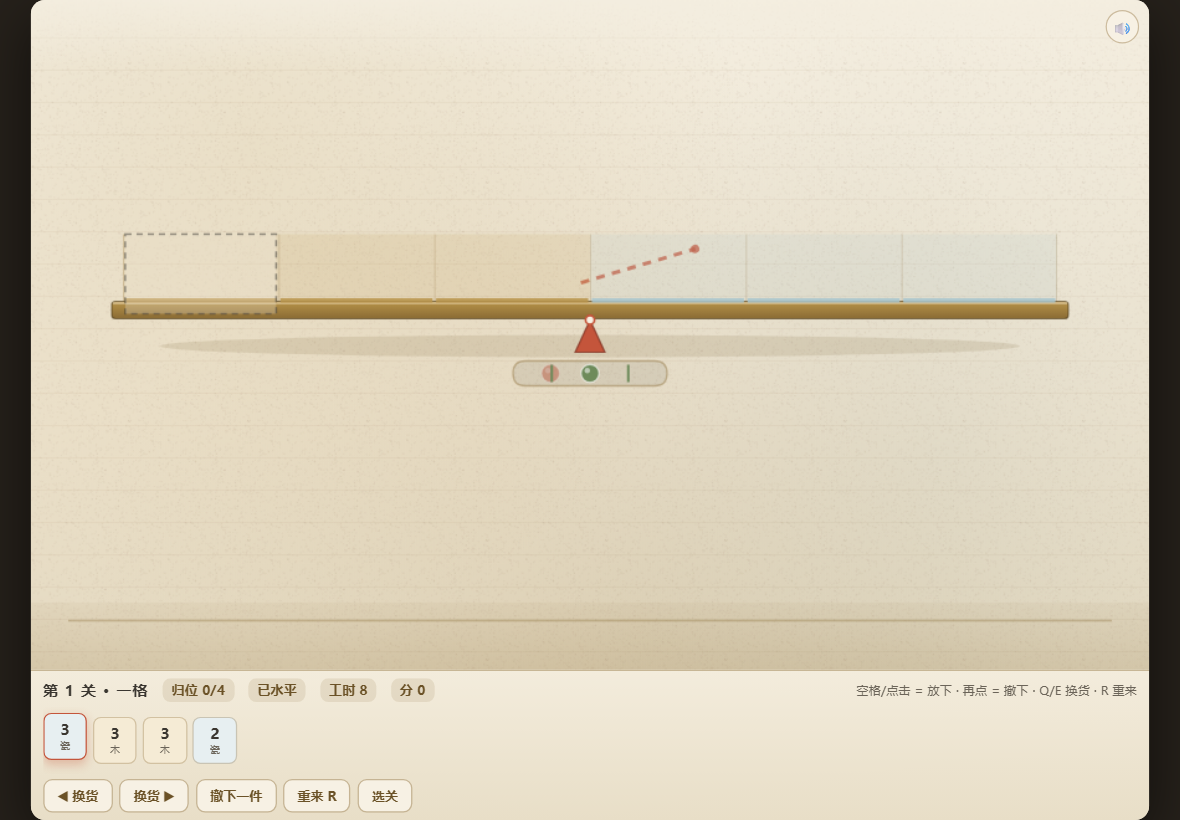 第 1 关 • 一格 归位 0/4 已水平 工时 8 分 0 空格/点击 = 放下 · 再点 = 撤下 · Q/E 换货 · R 重来
3 3 3 2
瓷 木 木 瓷
◀ 换货 换货 ▶ 撤下一件 重来 R 选关